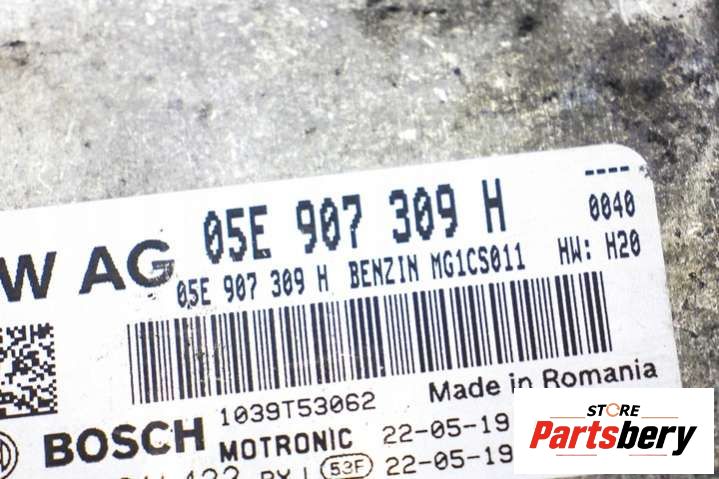 W AG 05E 907 309 H ----
05E 907 309 H BENZIN MG1CS011 0040
HW: H20
1039T53062 Made in Romania
BOSCH MOTRONIC 22-05-19
53F 22-05-19
STORE
Partsbery